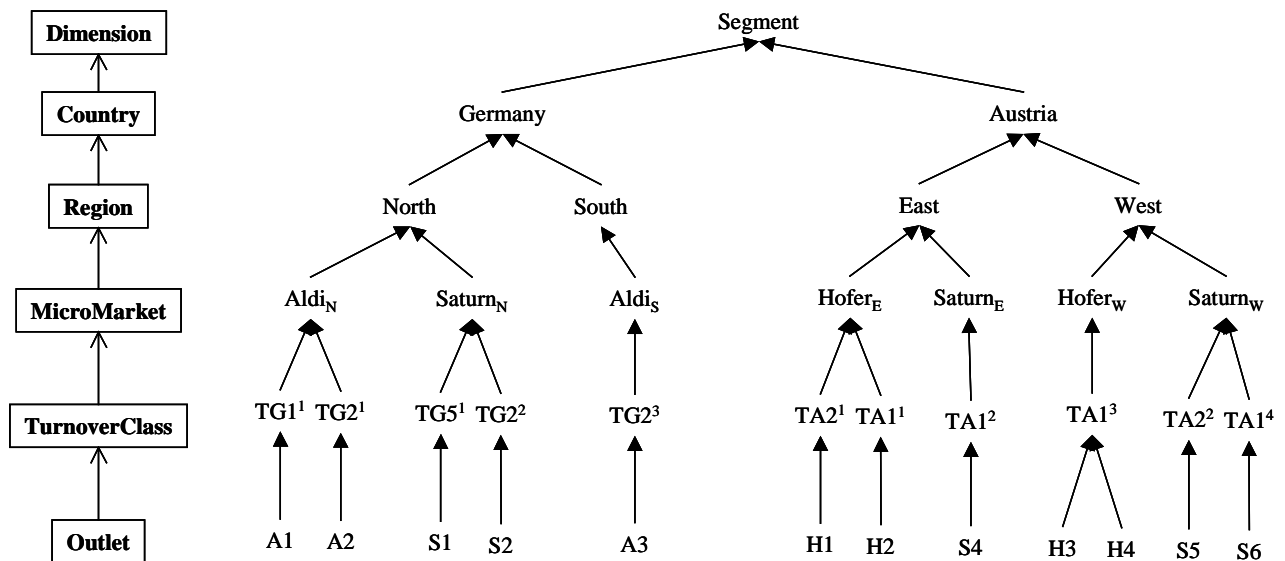 Segment
Dimension
Country
Germany Austria
Region
North South East West
MicroMarket
Aldi_N Saturn_N Aldi_S Hofer_E Saturn_E Hofer_W Saturn_W
TurnoverClass
TG1¹ TG2¹ TG5¹ TG2² TG2³ TA2¹ TA1¹ TA1² TA1³ TA2² TA1⁴
Outlet
A1 A2 S1 S2 A3 H1 H2 S4 H3 H4 S5 S6